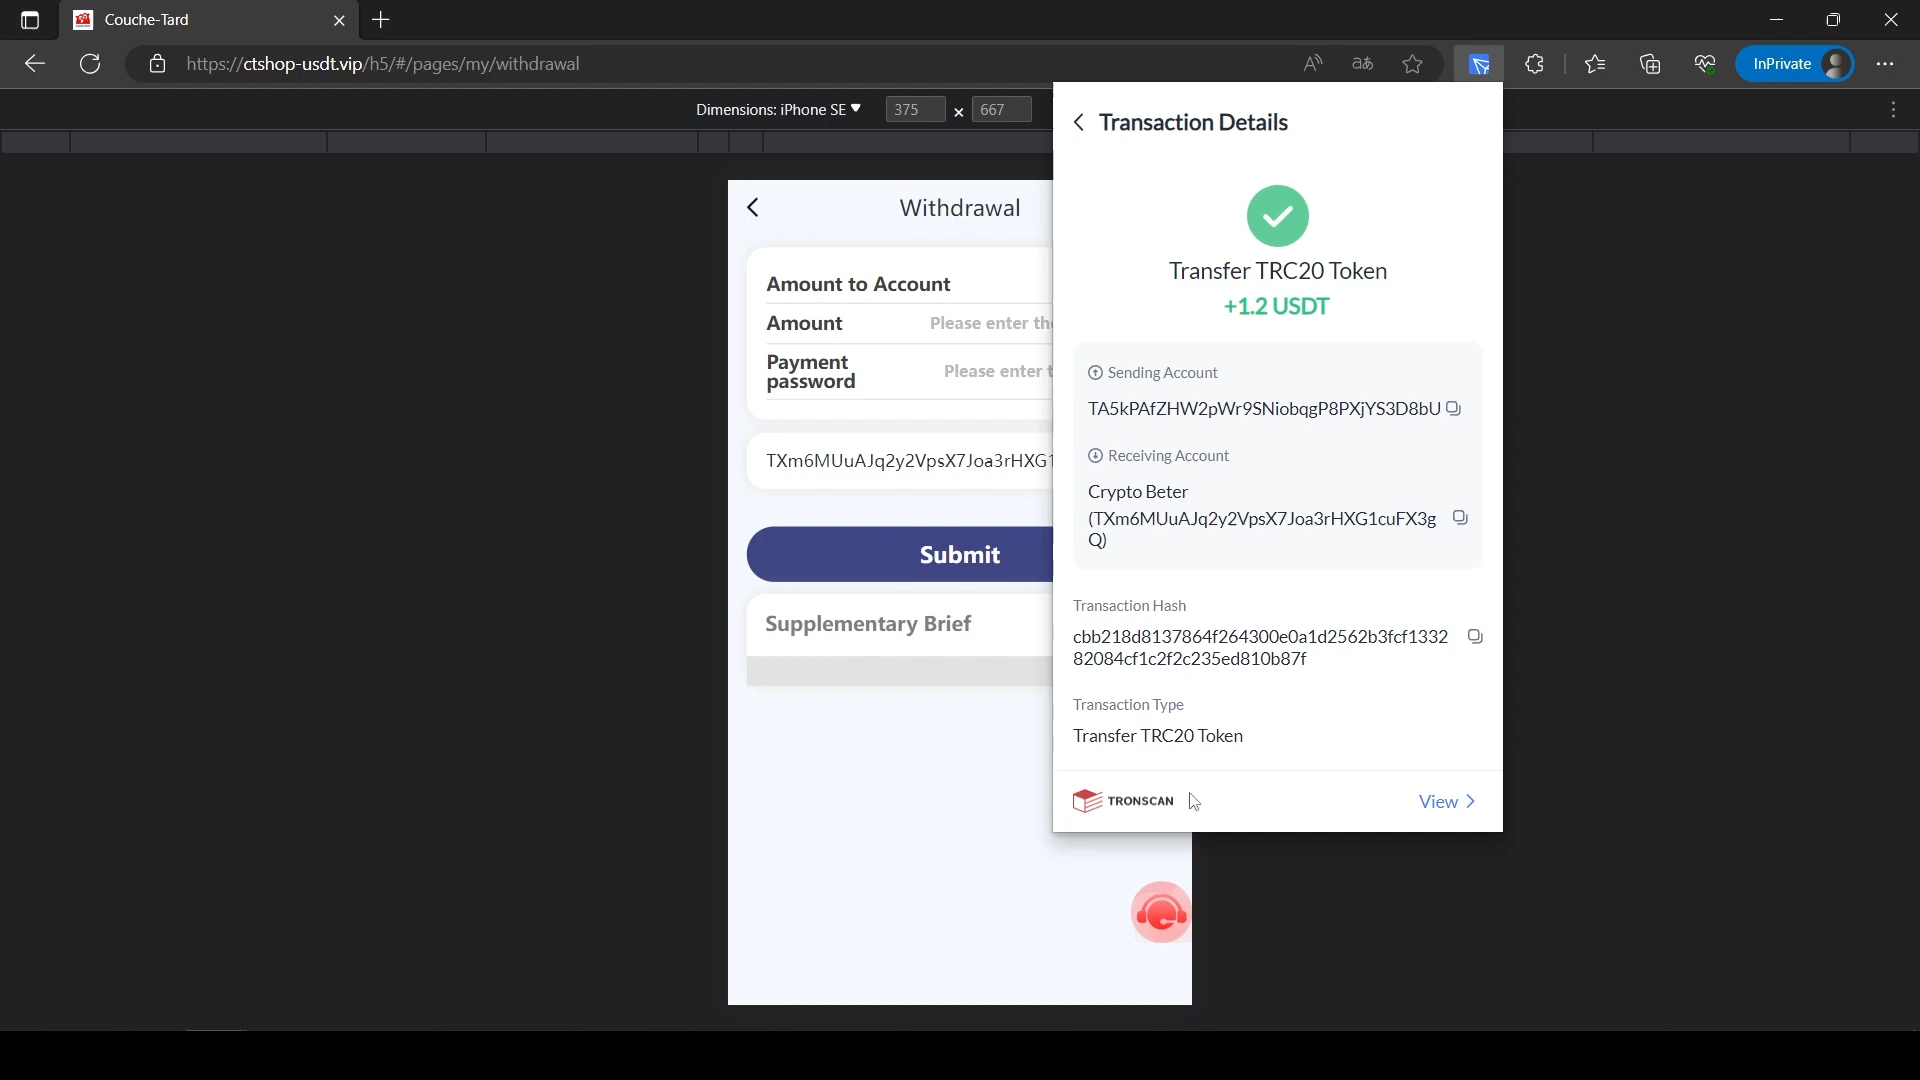 Couche-Tard
https://ctshop-usdt.vip/h5/#/pages/my/withdrawal
InPrivate
Dimensions: iPhone SE
375 × 667
Withdrawal
Amount to Account
Amount Please enter the
Payment
password
Please enter t
TXm6MUuAJq2y2VpsX7Joa3rHXG1
Submit
Supplementary Brief
Transaction Details
Transfer TRC20 Token
+1.2 USDT
Sending Account
TA5kPAfZHW2pWr9SNiobqgP8PXjYS3D8bU
Receiving Account
Crypto Beter
(TXm6MUuAJq2y2VpsX7Joa3rHXG1cuFX3g
Q)
Transaction Hash
cbb218d8137864f264300e0a1d2562b3fcf1332
82084cf1c2f2c235ed810b87f
Transaction Type
Transfer TRC20 Token
TRONSCAN
View